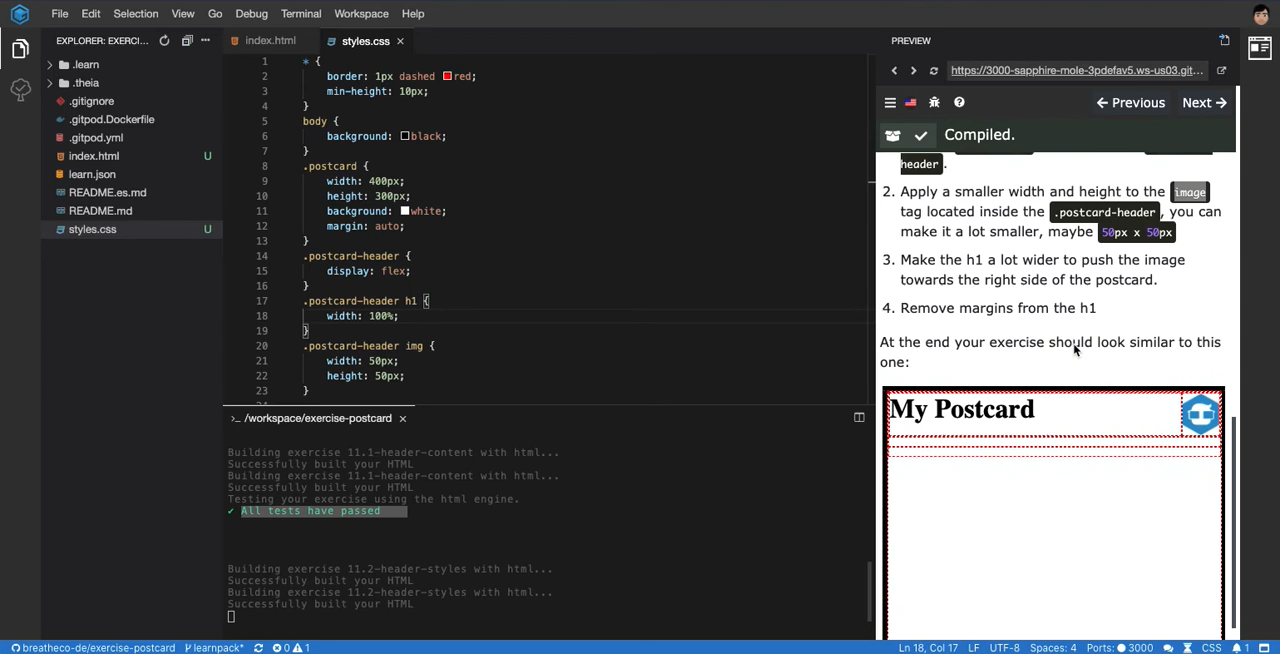 File Edit Selection View Go Debug Terminal Workspace Help
EXPLORER: EXERCI...
.learn
.theia
.gitignore
.gitpod.Dockerfile
.gitpod.yml
index.html U
learn.json
README.es.md
README.md
styles.css U
index.html styles.css
1 * {
2 border: 1px dashed red;
3 min-height: 10px;
4 }
5 body {
6 background: black;
7 }
8 .postcard {
9 width: 400px;
10 height: 300px;
11 background: white;
12 margin: auto;
13 }
14 .postcard-header {
15 display: flex;
16 }
17 .postcard-header h1 {
18 width: 100%;
19 }
20 .postcard-header img {
21 width: 50px;
22 height: 50px;
23 }
>_ /workspace/exercise-postcard
Building exercise 11.1-header-content with html...
Successfully built your HTML
Building exercise 11.1-header-content with html...
Successfully built your HTML
Testing your exercise using the html engine.
✔ All tests have passed
Building exercise 11.2-header-styles with html...
Successfully built your HTML
Building exercise 11.2-header-styles with html...
Successfully built your HTML
PREVIEW
https://3000-sapphire-mole-3pdefav5.ws-us03.git...
Previous Next
Compiled.
header.
2. Apply a smaller width and height to the image
tag located inside the .postcard-header, you can
make it a lot smaller, maybe 50px x 50px
3. Make the h1 a lot wider to push the image
towards the right side of the postcard.
4. Remove margins from the h1
At the end your exercise should look similar to this
one:
My Postcard
breatheco-de/exercise-postcard learnpack* 0 1 Ln 18, Col 17 LF UTF-8 Spaces: 4 Ports: 3000 CSS 1